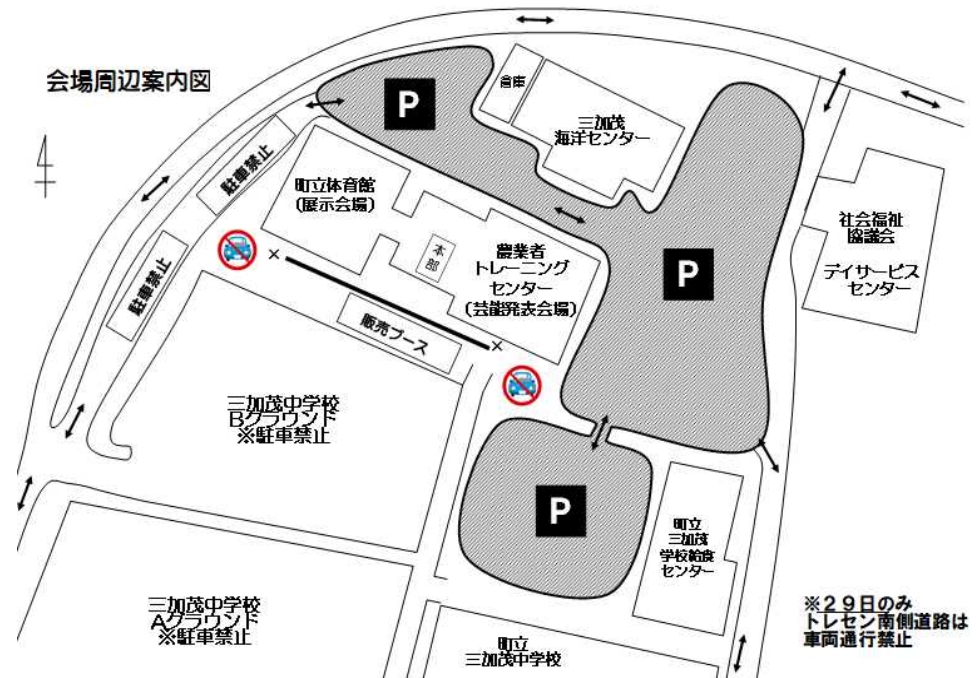 会場周辺案内図
P
倉庫
三加茂
海洋センター
駐車禁止
町立体育館
(展示会場)
本部
農業者
トレーニング
センター
(芸能発表会場)
P
社会福祉
協議会
デイサービス
センター
駐車禁止
販売ブース
三加茂中学校
Bグラウンド
※駐車禁止
P
町立
三加茂
学校給食
センター
三加茂中学校
Aグラウンド
※駐車禁止
町立
三加茂中学校
※29日のみ
トレセン南側道路は
車両通行禁止